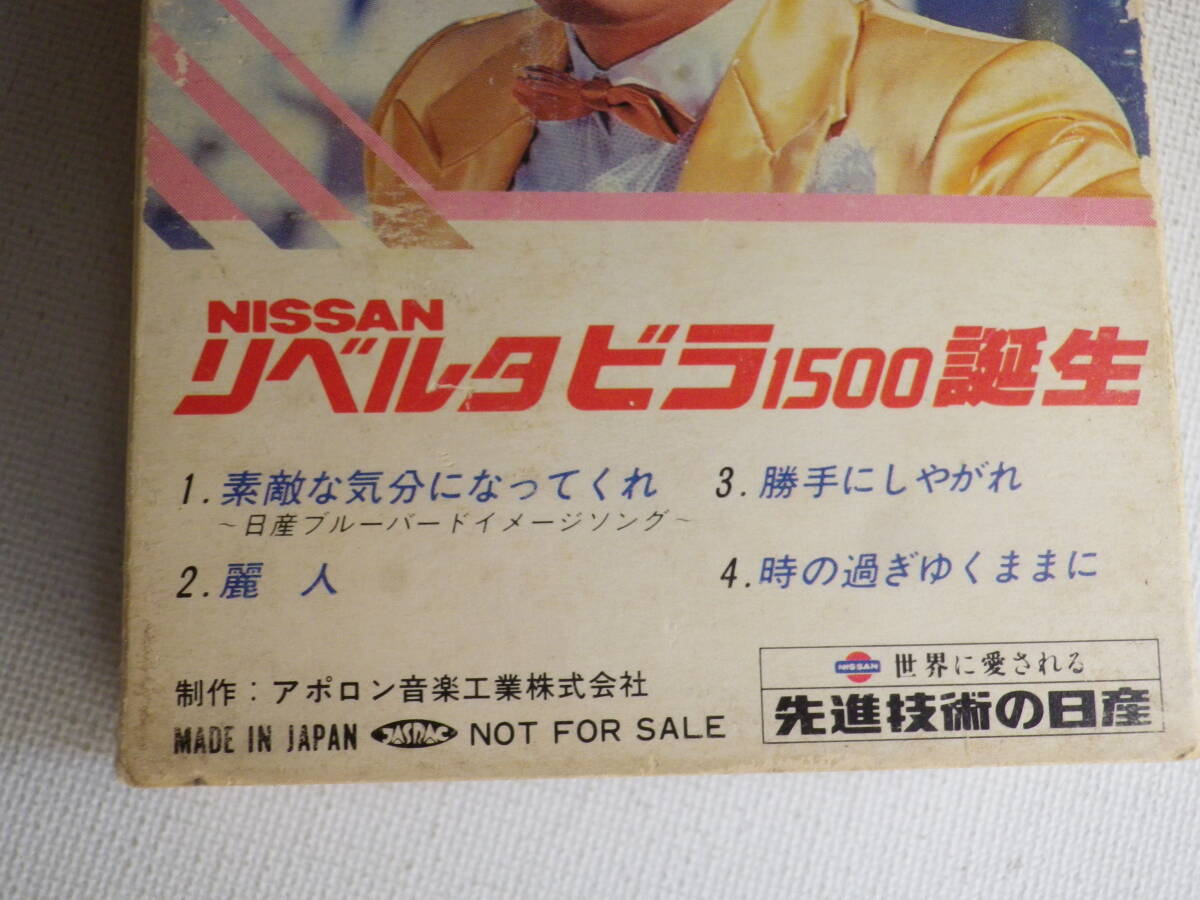 NISSAN
リベルタビラ1500誕生
1.素敵な気分になってくれ
~日産ブルーバードイメージソング~
2.麗 人
3.勝手にしやがれ
4.時の過ぎゆくままに
制作:アポロン音楽工業株式会社
MADE IN JAPAN JASRAC NOT FOR SALE
NISSAN 世界に愛される
先進技術の日産